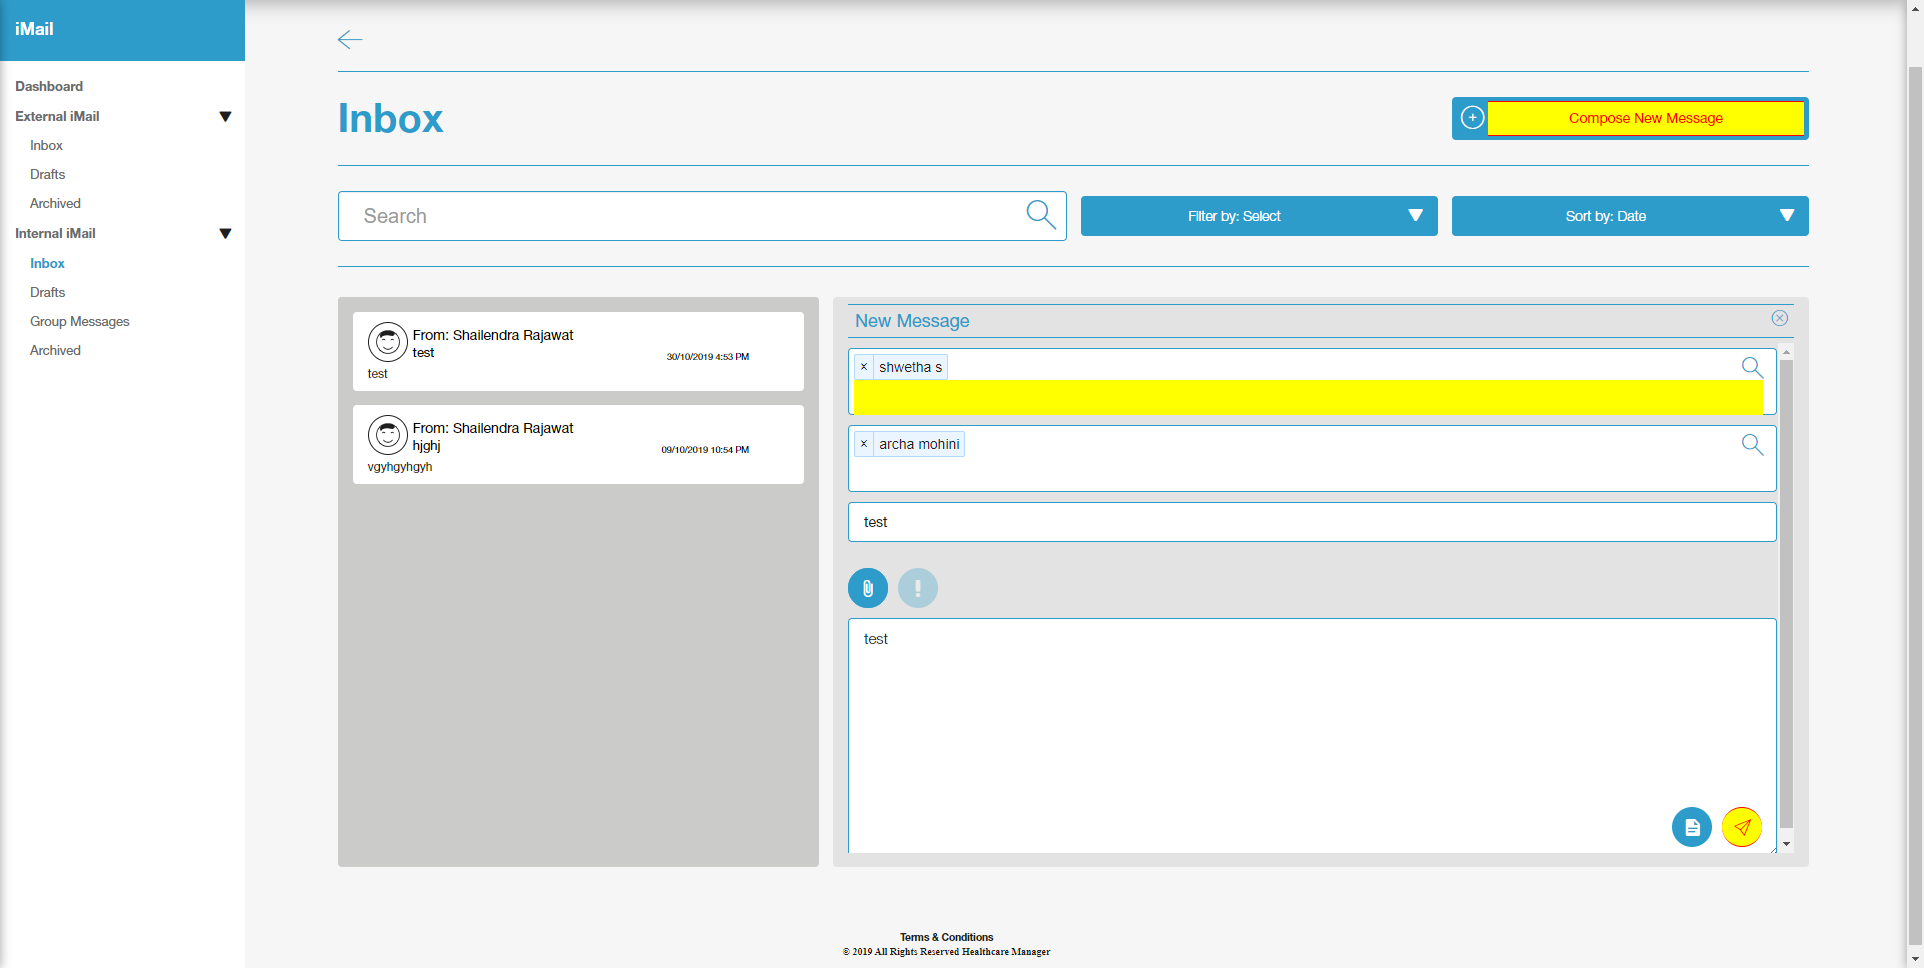 iMail
Dashboard
External iMail
Inbox
Drafts
Archived
Internal iMail
Inbox
Drafts
Group Messages
Archived
Inbox
Compose New Message
Search
Filter by: Select
Sort by: Date
From: Shailendra Rajawat
test
30/10/2019 4:53 PM
test
From: Shailendra Rajawat
hjghj
09/10/2019 10:54 PM
vgyhgyhgyh
New Message
× shwetha s
× archa mohini
test
test
Terms & Conditions
© 2019 All Rights Reserved Healthcare Manager